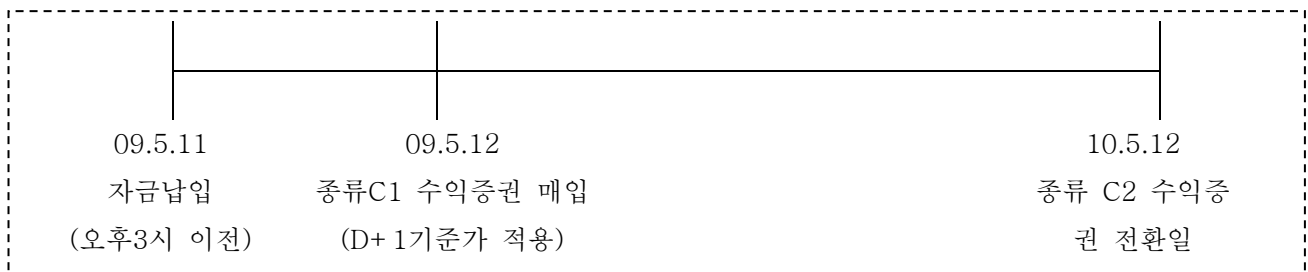 09.5.11 09.5.12 10.5.12
자금납입 종류C1 수익증권 매입 종류 C2 수익증
(오후3시 이전) (D+1기준가 적용) 권 전환일